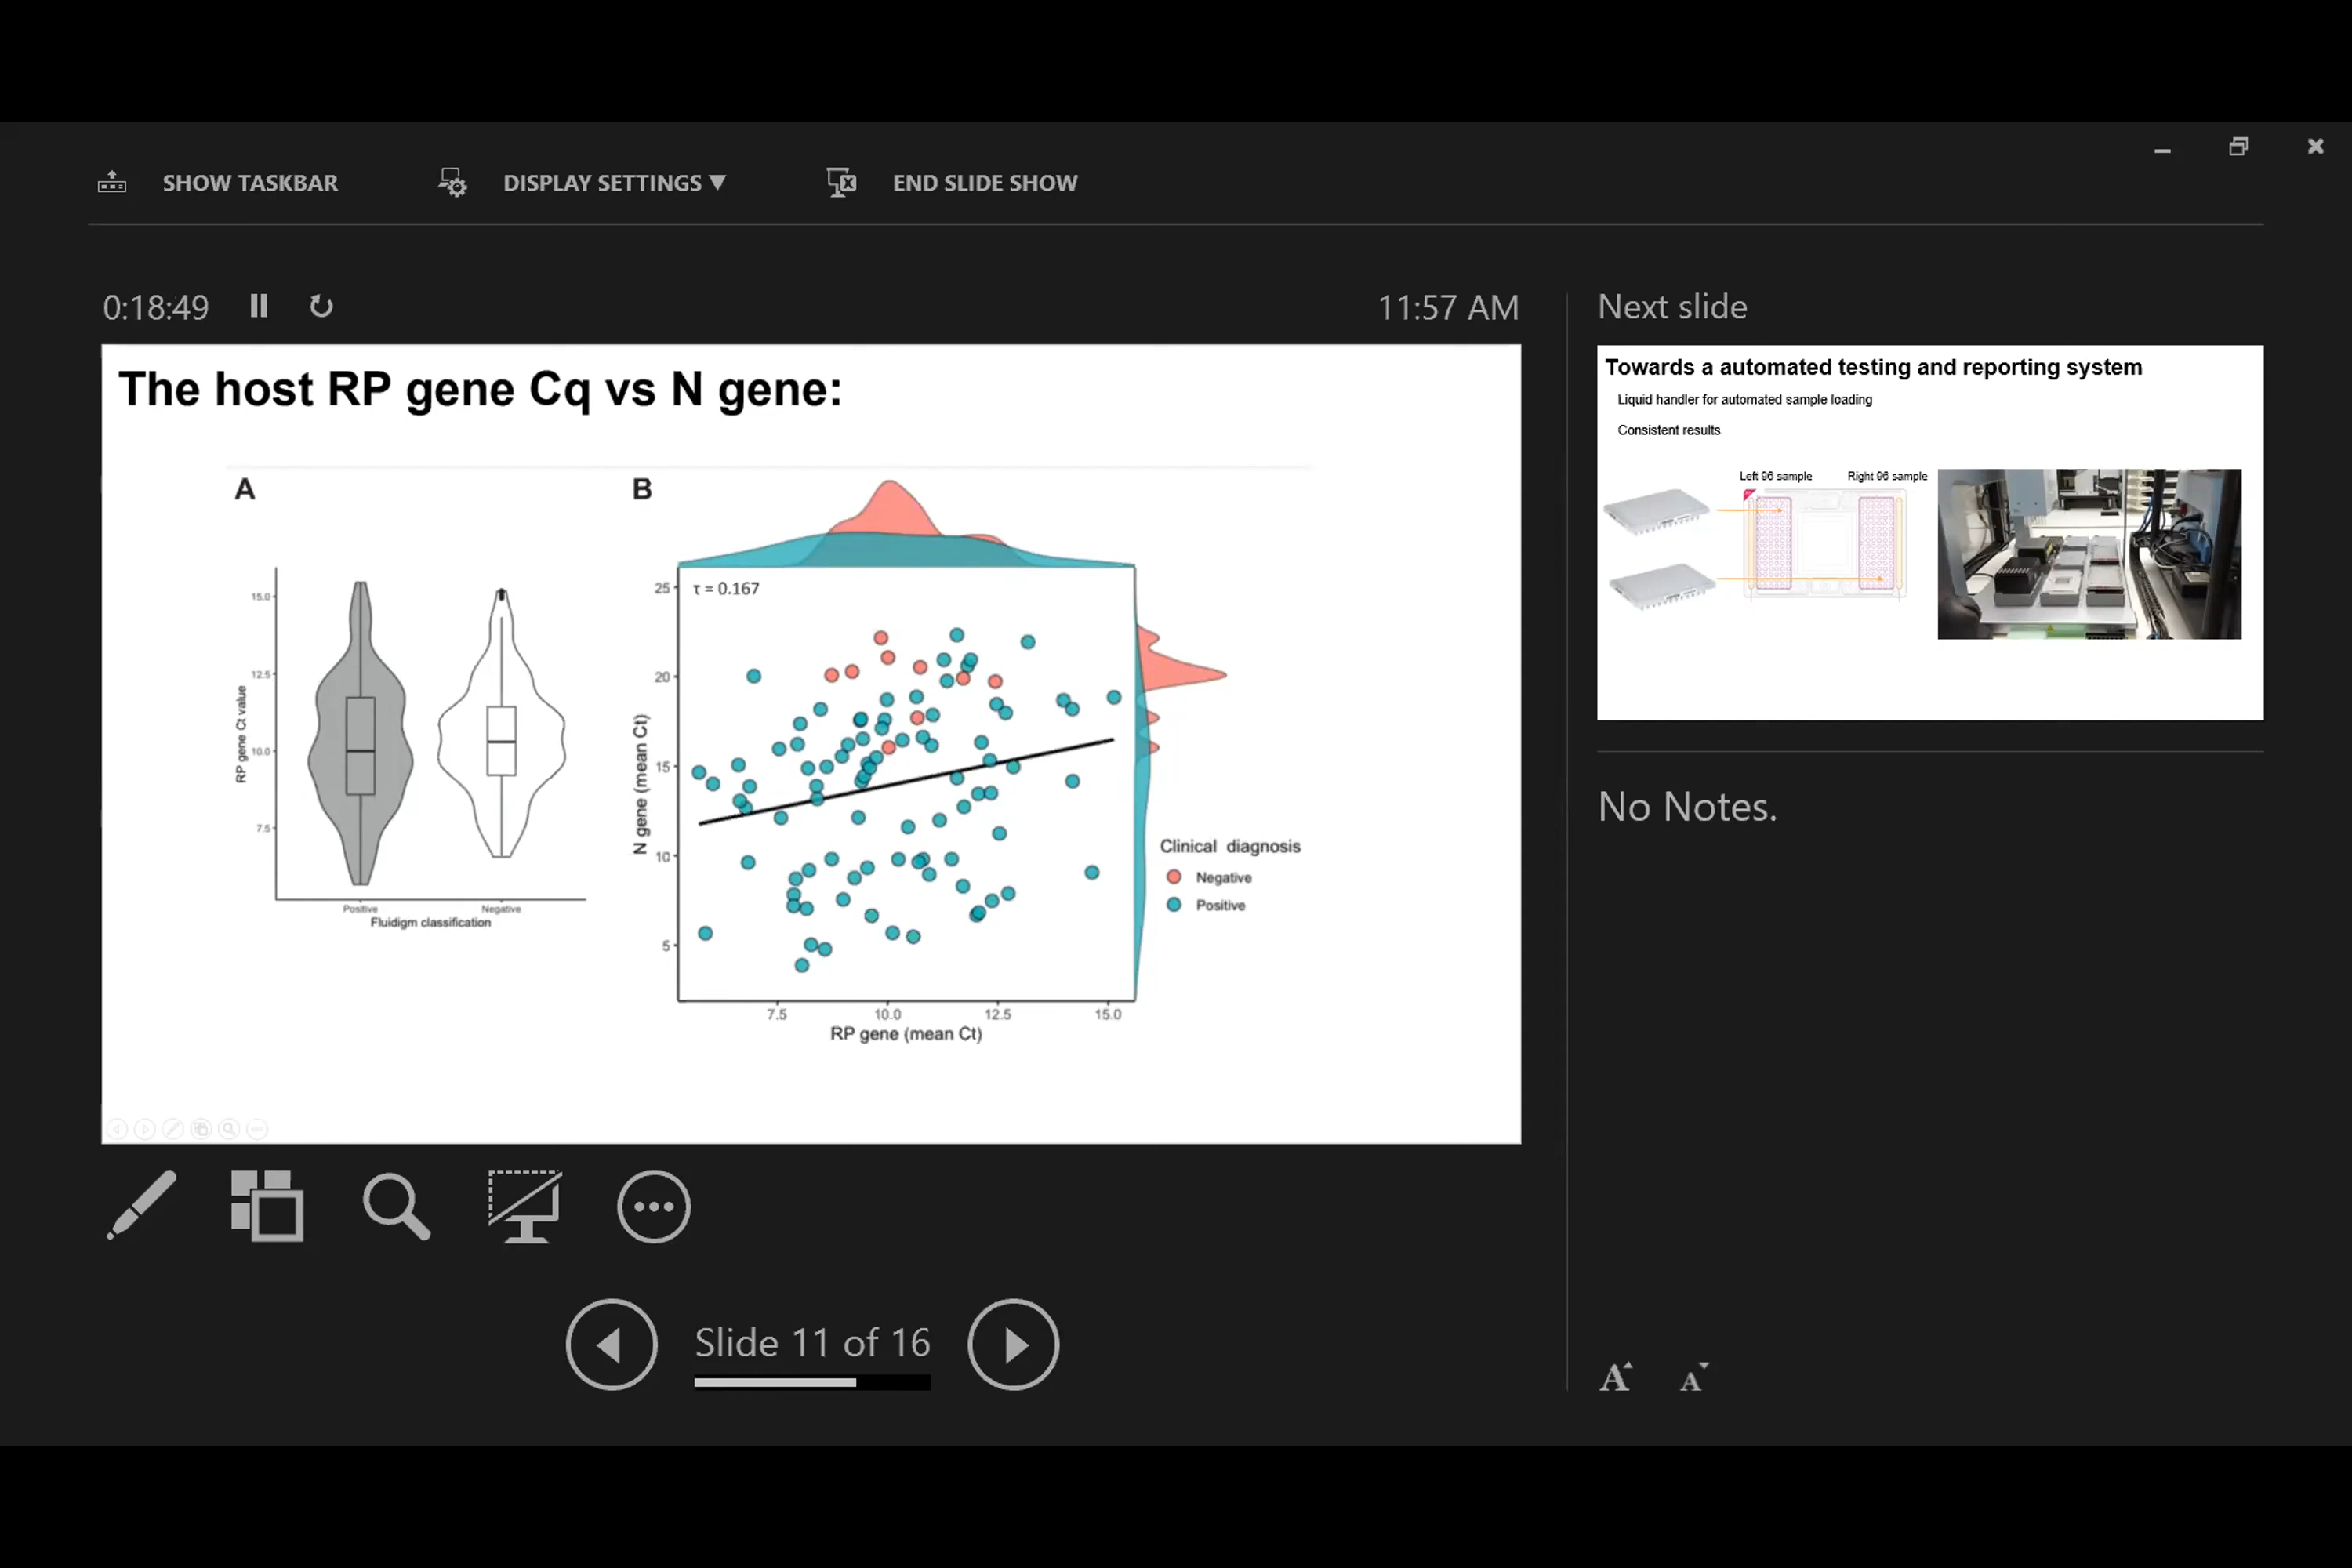 SHOW TASKBAR
DISPLAY SETTINGS ▼
END SLIDE SHOW
0:18:49
11:57 AM
Next slide
The host RP gene Cq vs N gene:
A
15.0
12.5
10.0
7.5
RP gene Ct value
Positive
Negative
Fluidigm classification
B
τ = 0.167
25
20
15
10
5
N gene (mean Ct)
7.5
10.0
12.5
15.0
RP gene (mean Ct)
Clinical diagnosis
Negative
Positive
Towards a automated testing and reporting system
Liquid handler for automated sample loading
Consistent results
Left 96 sample
Right 96 sample
No Notes.
Slide 11 of 16
A
A